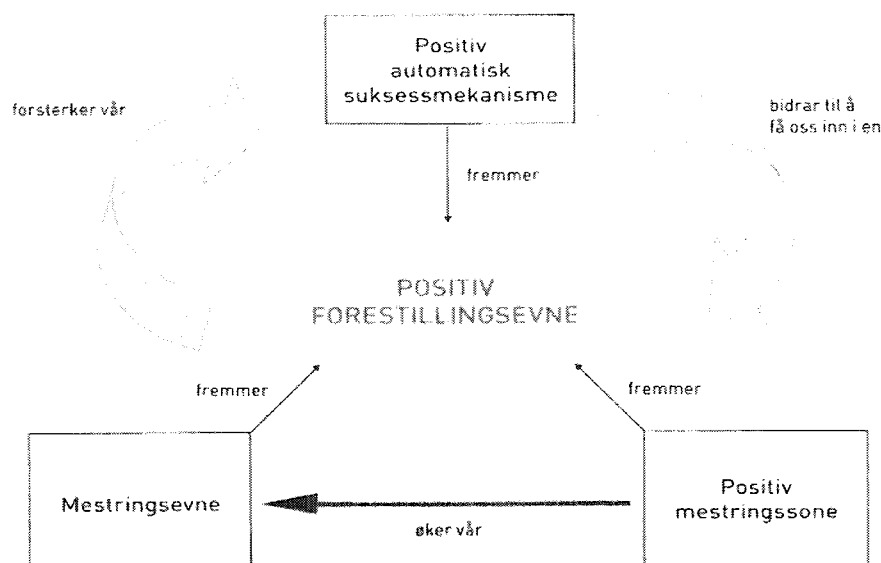 Positiv
automatisk
suksessmekanisme
forsterker vår
bidrar til å
få oss inn i en
fremmer
POSITIV
FORESTILLINGSEVNE
fremmer
fremmer
Mestringsevne
Positiv
mestringssone
øker vår